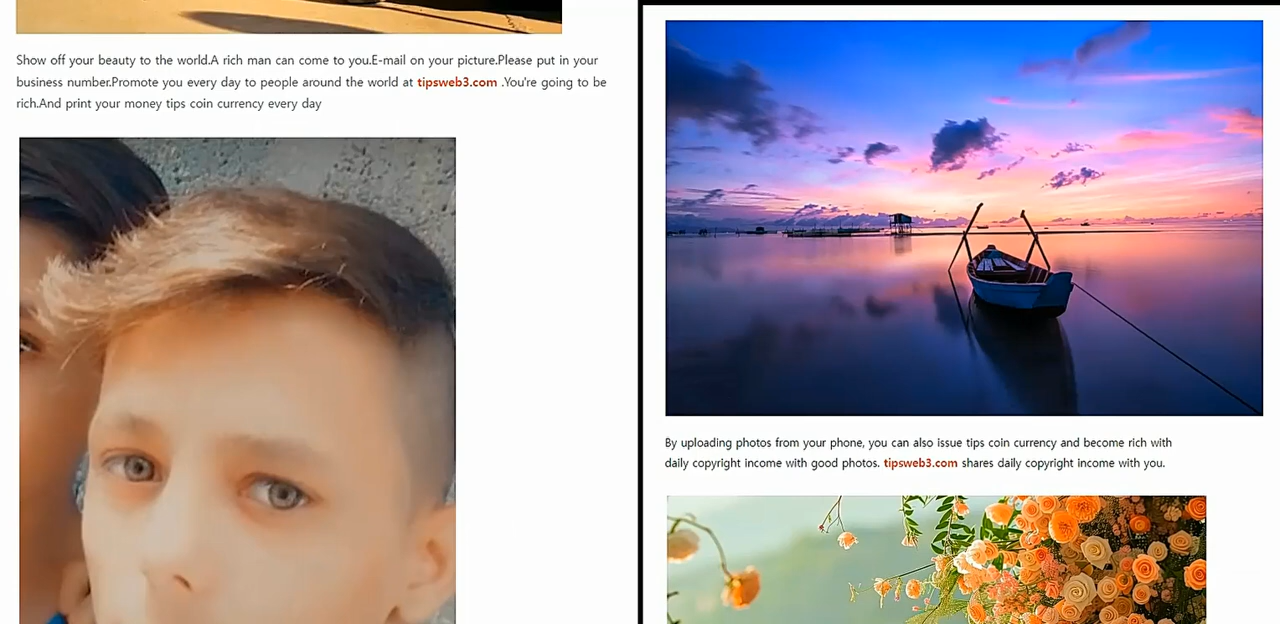 Show off your beauty to the world.A rich man can come to you.E-mail on your picture.Please put in your
business number.Promote you every day to people around the world at tipsweb3.com .You're going to be
rich.And print your money tips coin currency every day
By uploading photos from your phone, you can also issue tips coin currency and become rich with
daily copyright income with good photos. tipsweb3.com shares daily copyright income with you.